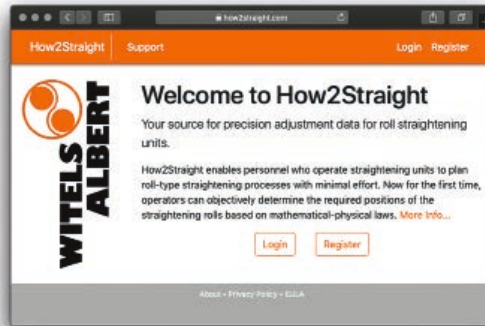 how2straight.com
How2Straight Support Login Register
WITELS
ALBERT
Welcome to How2Straight
Your source for precision adjustment data for roll straightening
units.
How2Straight enables personnel who operate straightening units to plan
roll-type straightening processes with minimal effort. Now for the first time,
operators can objectively determine the required positions of the
straightening rolls based on mathematical-physical laws. More Info...
Login Register
About - Privacy Policy - EULA